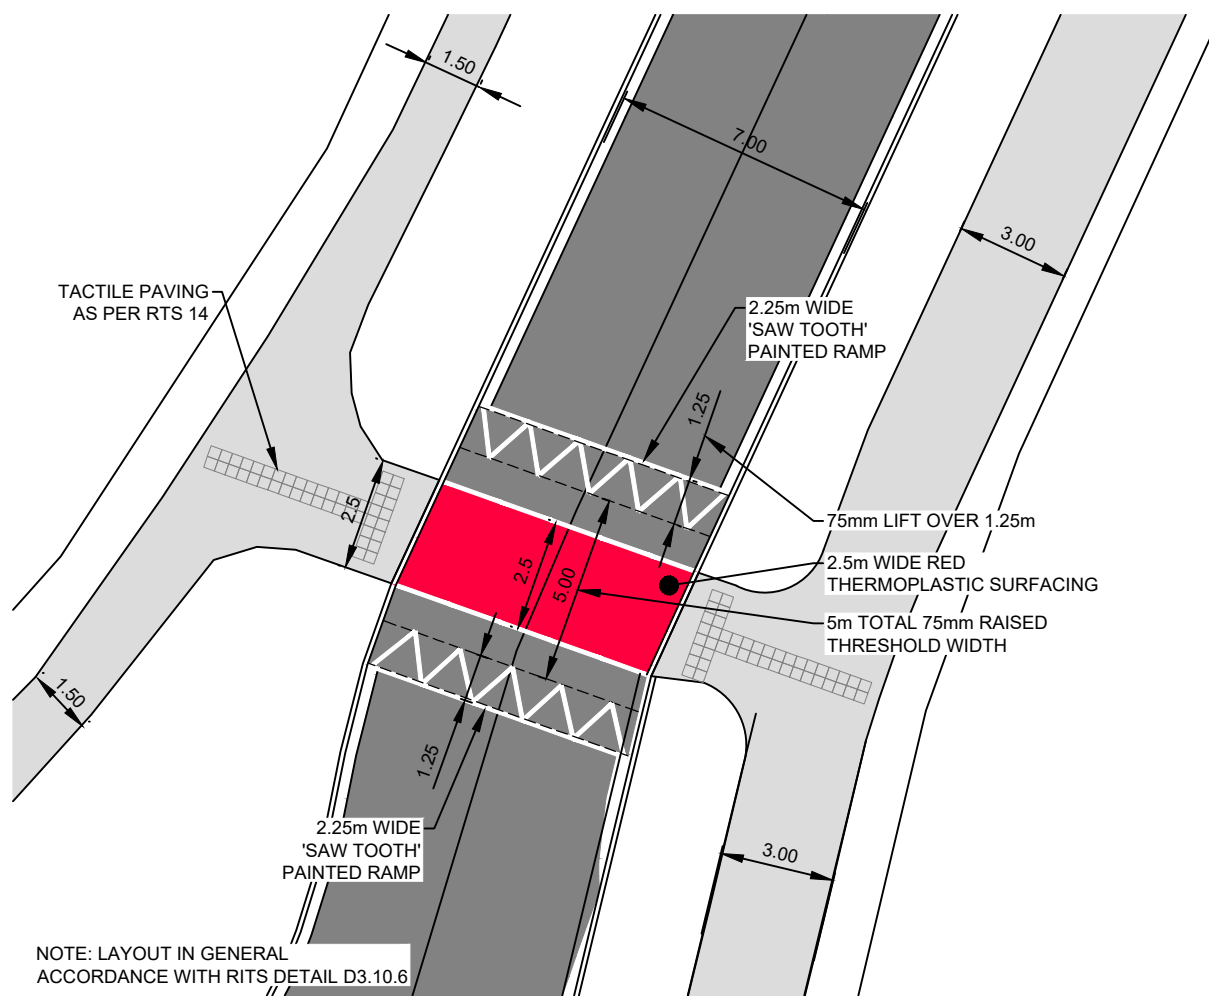 1.50
7.00
3.00
TACTILE PAVING
AS PER RTS 14
2.25m WIDE
'SAW TOOTH'
PAINTED RAMP
1.25
2.5
75mm LIFT OVER 1.25m
2.5m WIDE RED
THERMOPLASTIC SURFACING
2.5
5.00
5m TOTAL 75mm RAISED
THRESHOLD WIDTH
1.50
1.25
2.25m WIDE
'SAW TOOTH'
PAINTED RAMP
3.00
NOTE: LAYOUT IN GENERAL
ACCORDANCE WITH RITS DETAIL D3.10.6